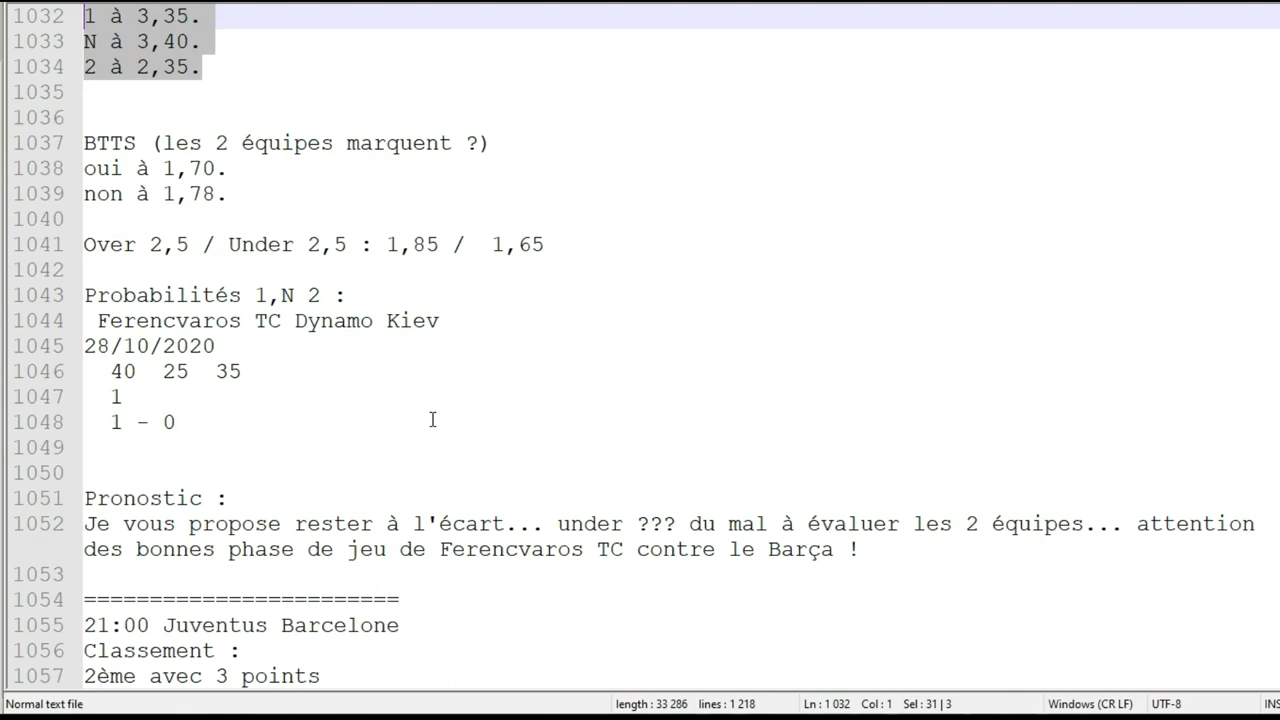 1032 1 à 3,35.
1033 N à 3,40.
1034 2 à 2,35.
1035
1036
1037 BTTS (les 2 équipes marquent ?)
1038 oui à 1,70.
1039 non à 1,78.
1040
1041 Over 2,5 / Under 2,5 : 1,85 /  1,65
1042
1043 Probabilités 1,N 2 :
1044  Ferencvaros TC Dynamo Kiev
1045 28/10/2020
1046   40  25  35
1047   1
1048   1 - 0
1049
1050
1051 Pronostic :
1052 Je vous propose rester à l'écart... under ??? du mal à évaluer les 2 équipes... attention
des bonnes phase de jeu de Ferencvaros TC contre le Barça !
1053
1054 ========================
1055 21:00 Juventus Barcelone
1056 Classement :
1057 2ème avec 3 points
Normal text file length : 33 286 lines : 1 218 Ln : 1 032 Col : 1 Sel : 31 | 3 Windows (CR LF) UTF-8 INS